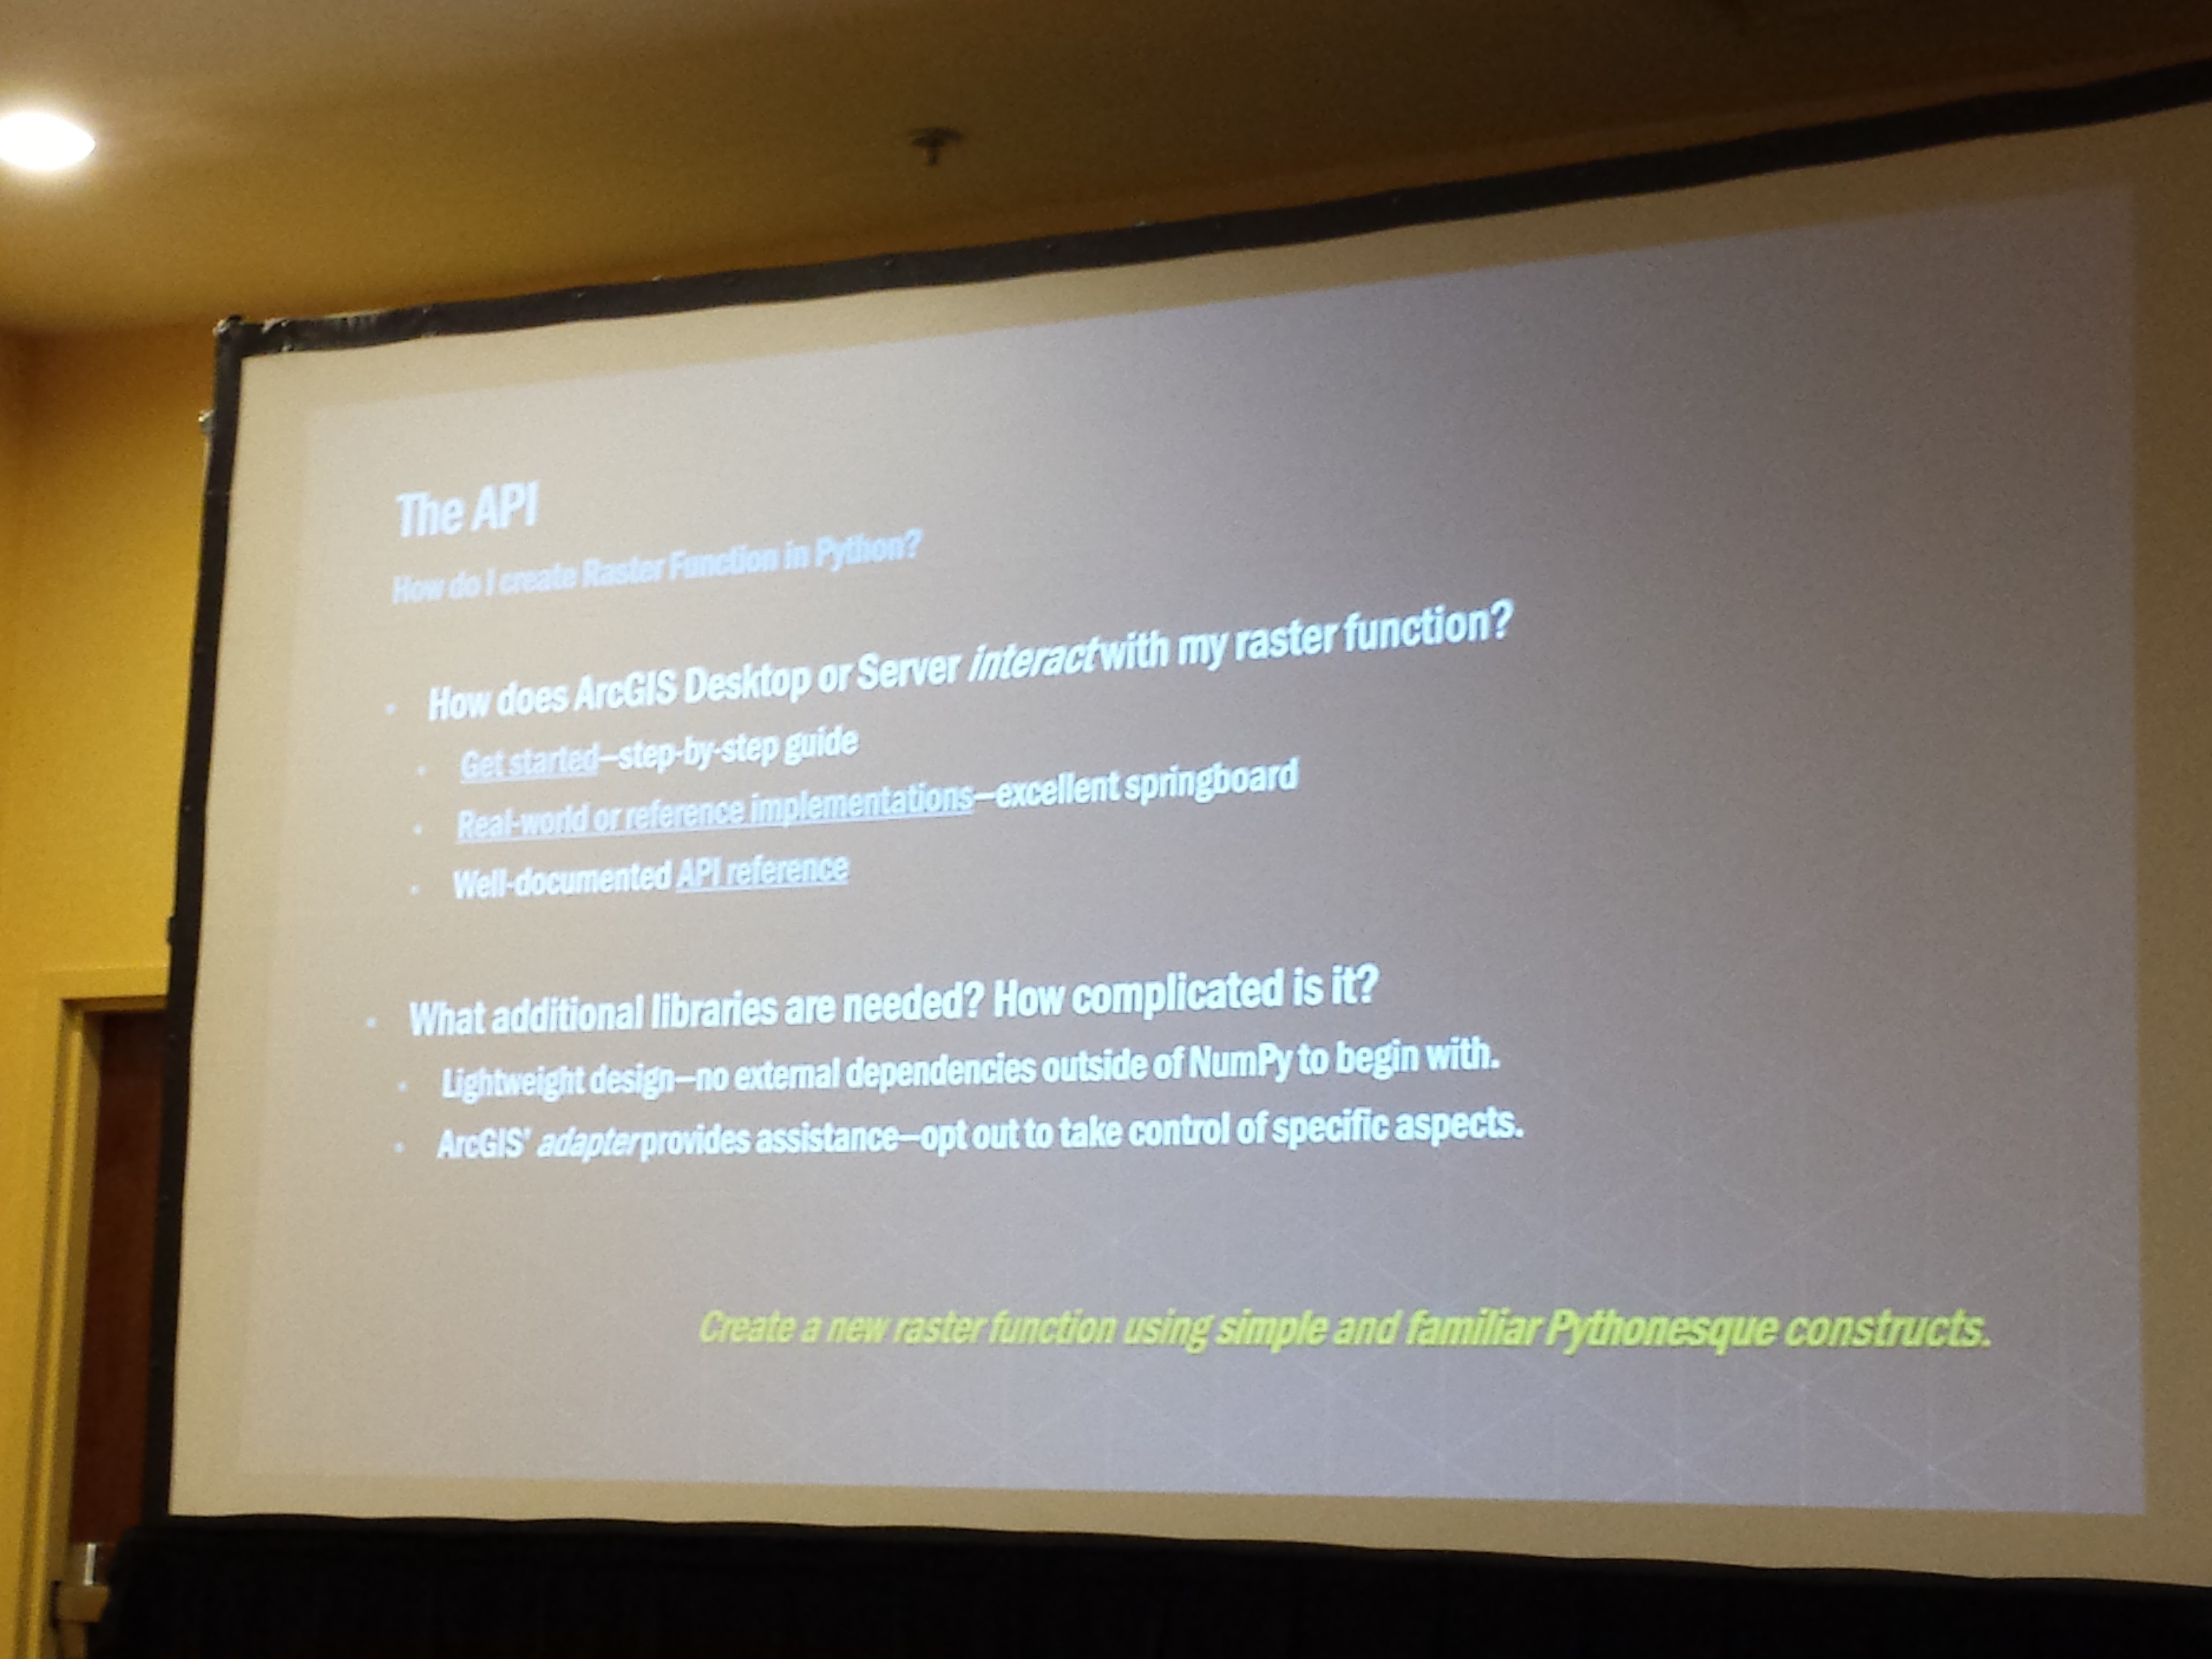 The API
How do I create Raster Function in Python?
How does ArcGIS Desktop or Server interact with my raster function?
Get started—step-by-step guide
Real-world or reference implementations—excellent springboard
Well-documented API reference
What additional libraries are needed? How complicated is it?
Lightweight design—no external dependencies outside of NumPy to begin with.
ArcGIS' adapter provides assistance—opt out to take control of specific aspects.
Create a new raster function using simple and familiar Pythonesque constructs.